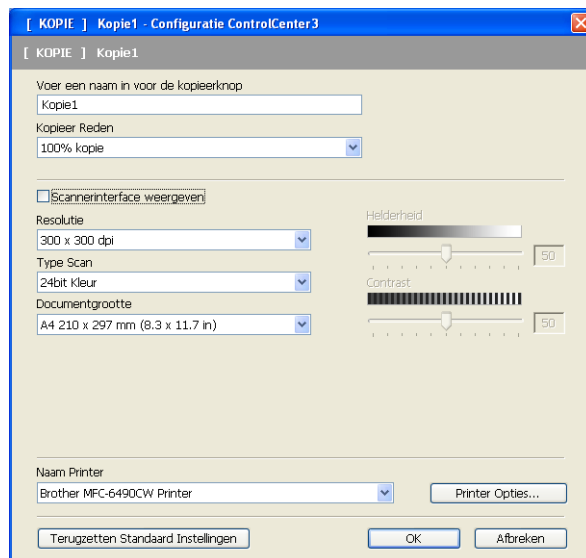 [ KOPIE ] Kopie1 - Configuratie ControlCenter3
[ KOPIE ] Kopie1
Voer een naam in voor de kopieerknop
Kopie1
Kopieer Reden
100% kopie
Scannerinterface weergeven
Resolutie
300 x 300 dpi
Type Scan
24bit Kleur
Documentgrootte
A4 210 x 297 mm (8.3 x 11.7 in)
Helderheid
50
Contrast
50
Naam Printer
Brother MFC-6490CW Printer
Printer Opties...
Terugzetten Standaard Instellingen
OK
Afbreken